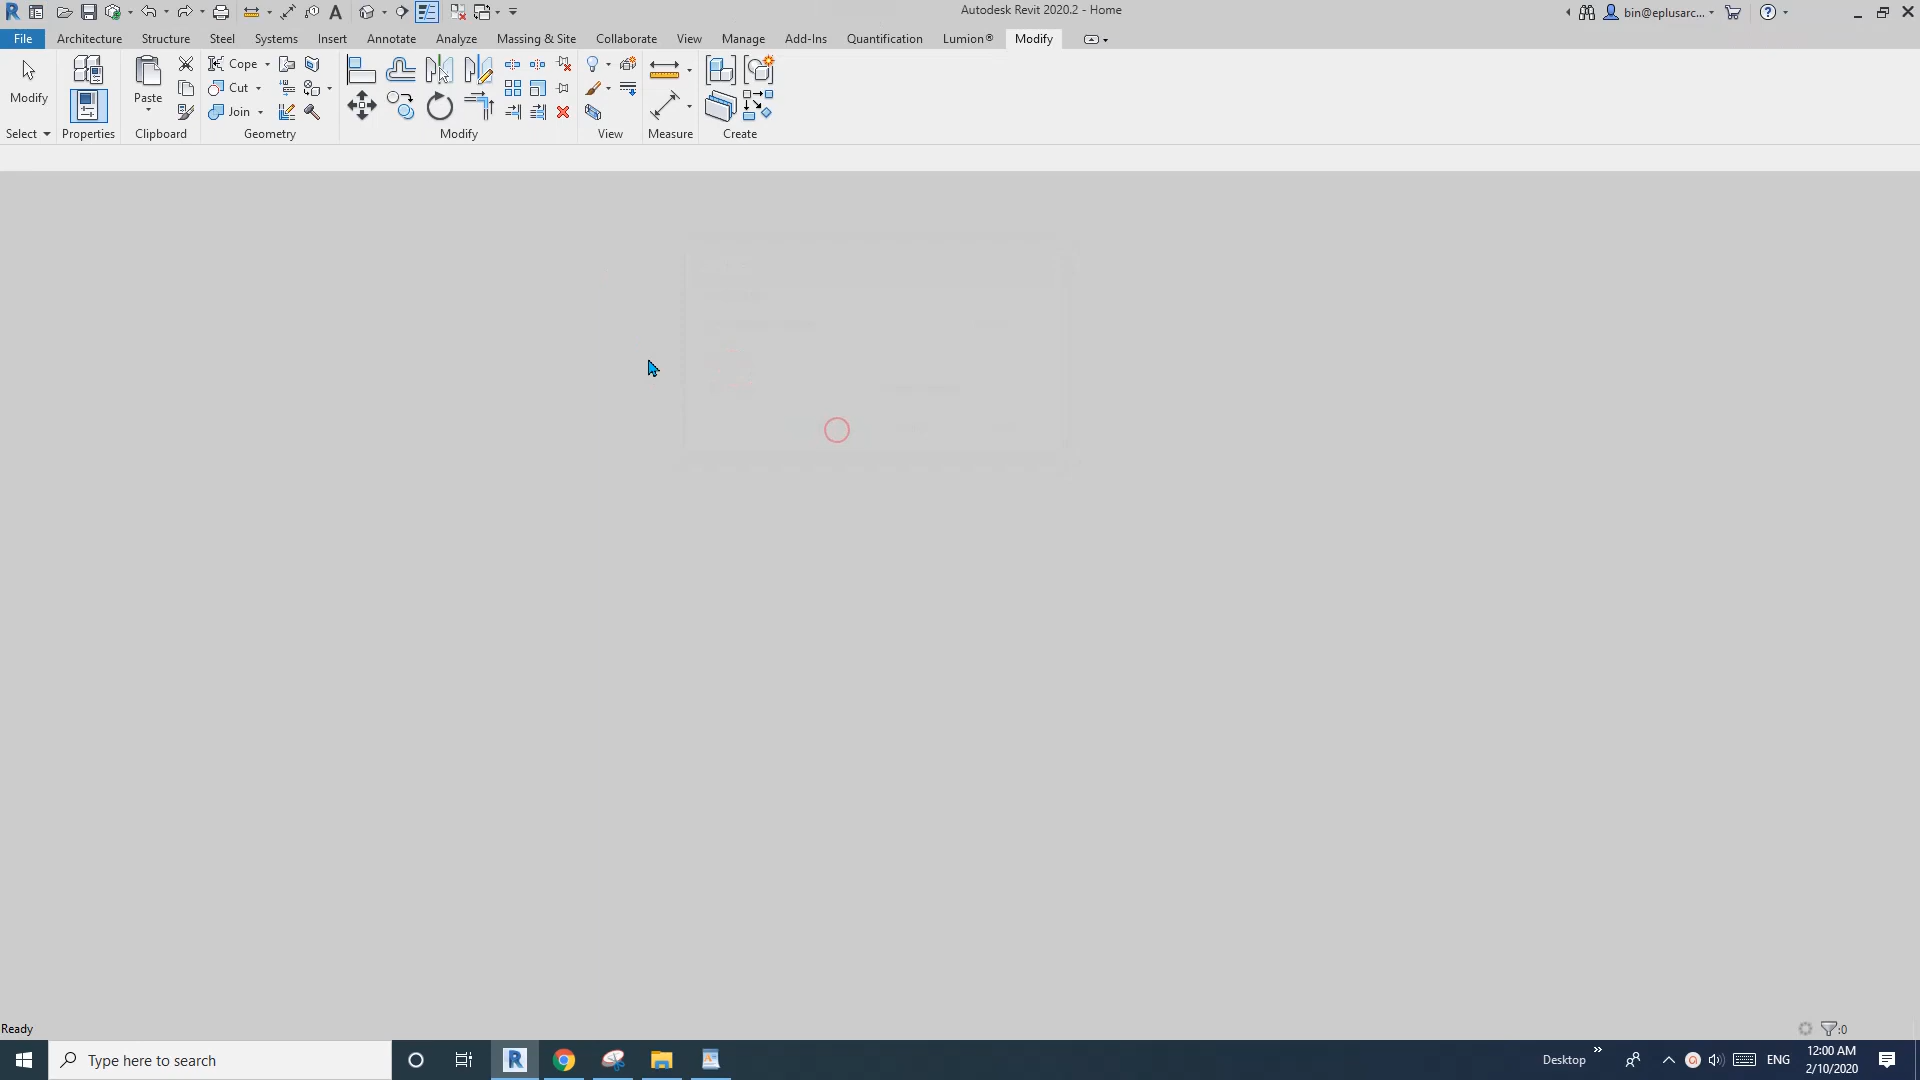 Autodesk Revit 2020.2 - Home
bin@eplusarc...
File Architecture Structure Steel Systems Insert Annotate Analyze Massing & Site Collaborate View Manage Add-Ins Quantification Lumion® Modify
Modify
Paste
Cope
Cut
Join
Select Properties Clipboard Geometry Modify View Measure Create
Ready
:0
Type here to search
Desktop
ENG
12:00 AM
2/10/2020